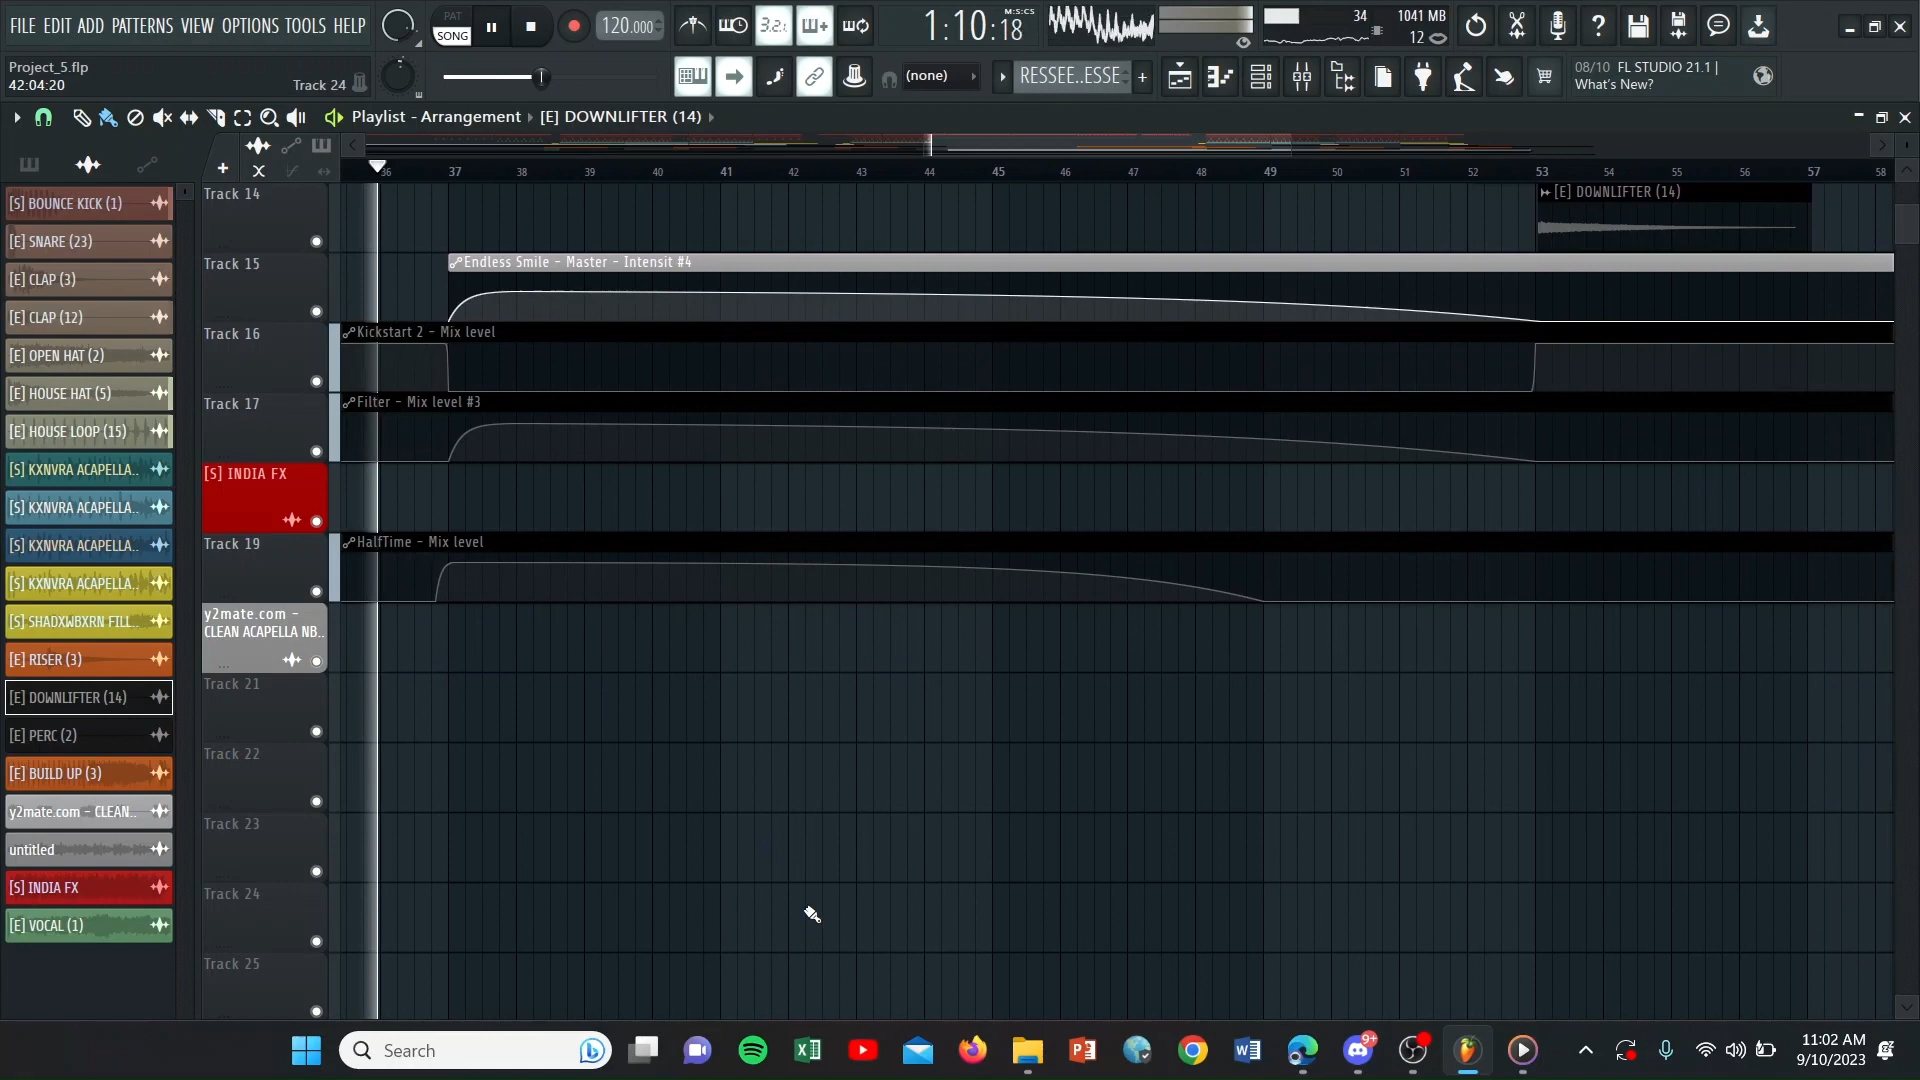 FILE EDIT ADD PATTERNS VIEW OPTIONS TOOLS HELP
PAT
SONG
120.000
3.2.
1:10:18
M:S:CS
34
1041 MB
12
Project_5.flp
42:04:20
Track 24
(none)
RESSEE..ESSE
08/10 FL STUDIO 21.1 |
What's New?
Playlist - Arrangement › [E] DOWNLIFTER (14) ›
36 37 38 39 40 41 42 43 44 45 46 47 48 49 50 51 52 53 54 55 56 57 58
[S] BOUNCE KICK (1)
[E] SNARE (23)
[E] CLAP (3)
[E] CLAP (12)
[E] OPEN HAT (2)
[E] HOUSE HAT (5)
[E] HOUSE LOOP (15)
[S] KXNVRA ACAPELLA..
[S] KXNVRA ACAPELLA..
[S] KXNVRA ACAPELLA..
[S] KXNVRA ACAPELLA..
[S] SHADXWBXRN FILL..
[E] RISER (3)
[E] DOWNLIFTER (14)
[E] PERC (2)
[E] BUILD UP (3)
y2mate.com - CLEAN..
untitled
[S] INDIA FX
[E] VOCAL (1)
Track 14
[E] DOWNLIFTER (14)
Track 15
Endless Smile - Master - Intensit #4
Track 16
Kickstart 2 - Mix level
Track 17
Filter - Mix level #3
[S] INDIA FX
Track 19
HalfTime - Mix level
y2mate.com -
CLEAN ACAPELLA NB..
Track 21
Track 22
Track 23
Track 24
Track 25
Search
9+
11:02 AM
9/10/2023